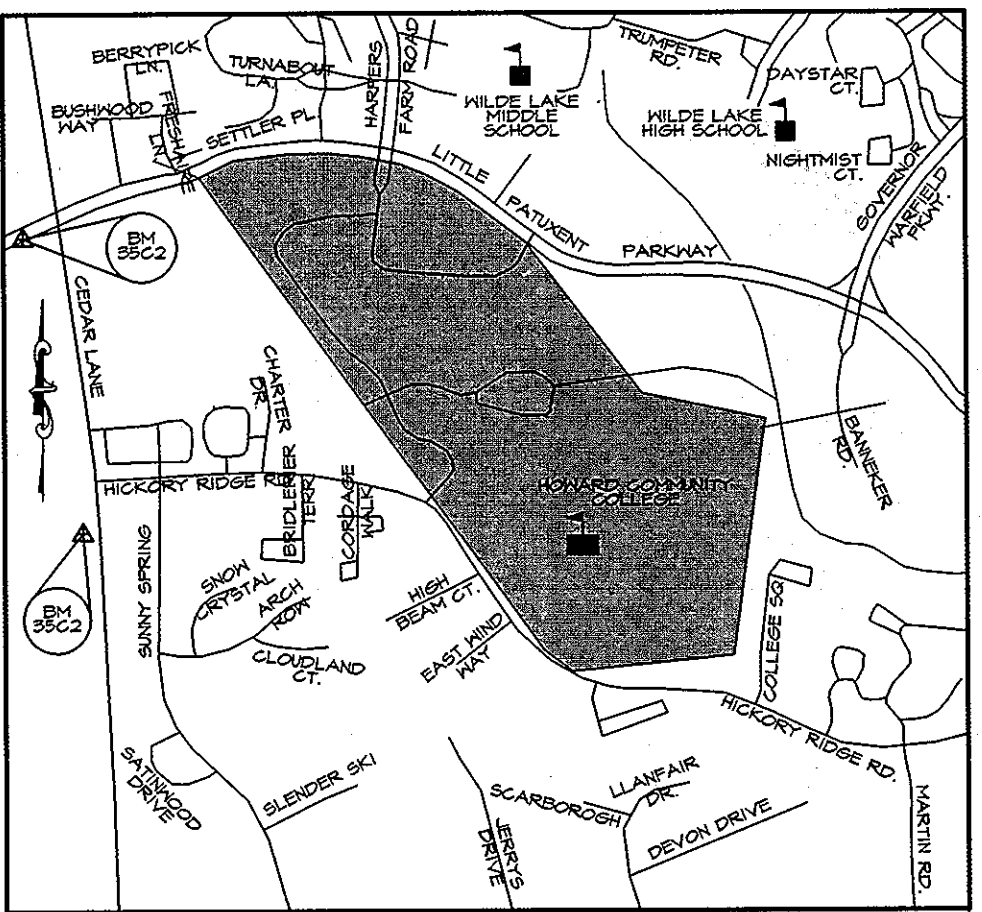 BERRYPICK
LN.
TURNABOUT
LA.
HARPERS
FARM ROAD
TRUMPETER
RD.
DAYSTAR
CT.
BUSHWOOD
WAY
SETTLER PL.
WILDE LAKE
MIDDLE
SCHOOL
WILDE LAKE
HIGH SCHOOL
NIGHTMIST
CT.
GOVERNOR
WARFIELD
PKWY.
LITTLE
PATUXENT
PARKWAY
BM
35C2
CEDAR LANE
CHARTER
DR.
HICKORY RIDGE RD.
BRIDLERIER
TERR.
CORDAGE
WALK
BANNEKER
RD.
HOWARD COMMUNITY
COLLEGE
BM
35C2
SUNNY SPRING
SNOW
CRYSTAL
ARCH
ROW
CLOUDLAND
CT.
HIGH
BEAM CT.
EAST WIND
WAY
COLLEGE SQ.
HICKORY RIDGE RD.
SATINWOOD
DRIVE
SLENDER SKI
JERRYS
DRIVE
SCARBOROGH
LLANFAIR
DR.
DEVON DRIVE
MARTIN RD.